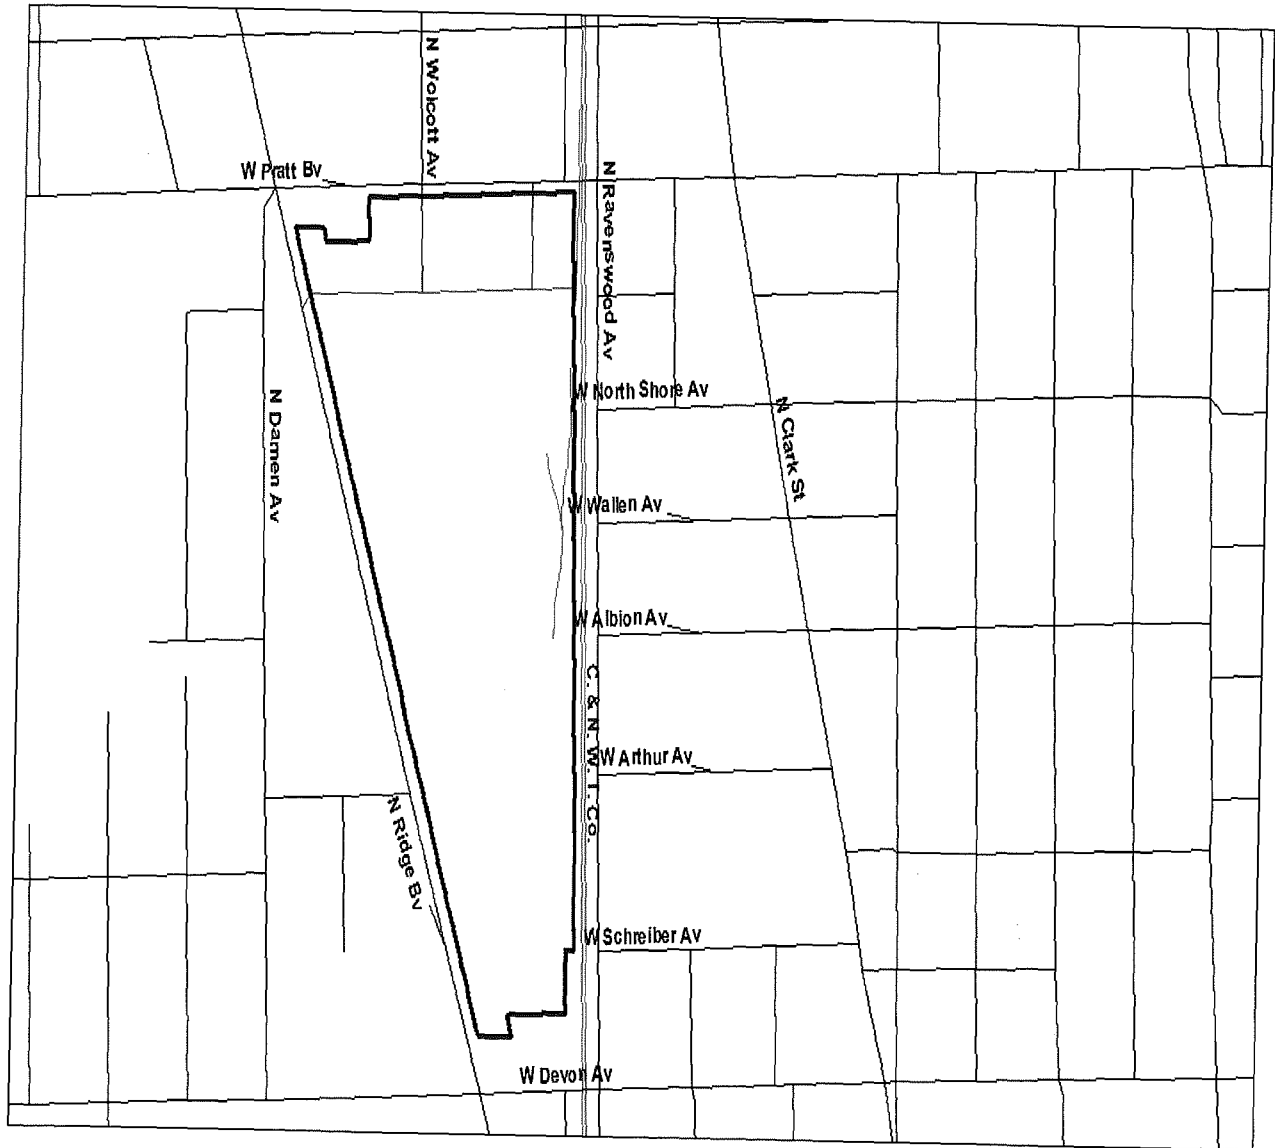 N Wolcott Av
W Pratt Bv
N Ravenswood Av
W North Shore Av
N Damen Av
N Clark St
W Wallen Av
W Albion Av
C. & N. W. T. Co.
W Arthur Av
N Ridge Bv
W Schreiber Av
W Devon Av